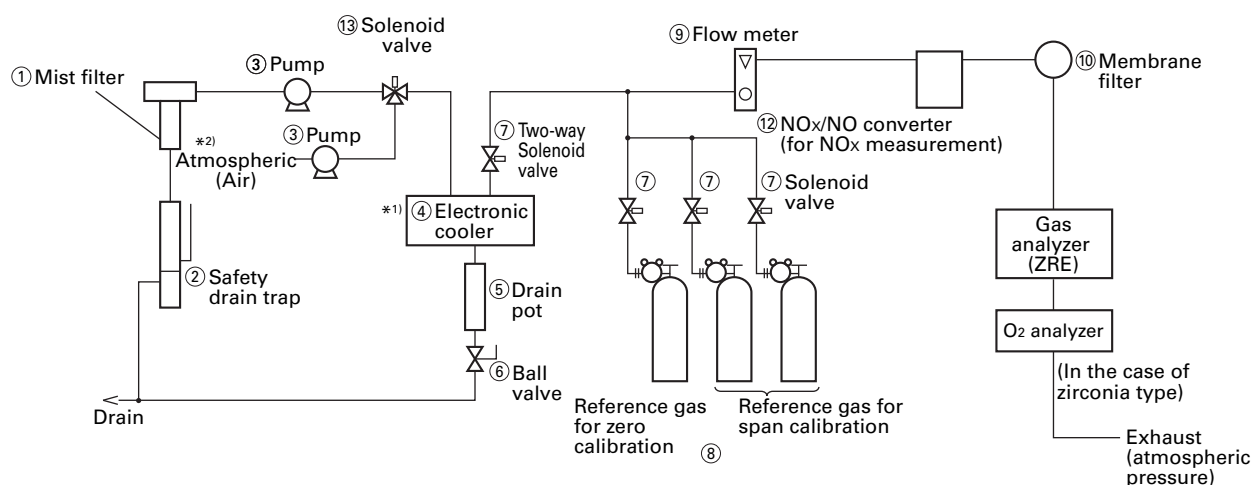 ⑬ Solenoid
valve
① Mist filter
③ Pump
⑨ Flow meter
⑩ Membrane
filter
③ Pump
*2)
Atmospheric
(Air)
⑦ Two-way
Solenoid
valve
⑫ NOx/NO converter
(for NOx measurement)
⑦
⑦
⑦ Solenoid
valve
*1)
④ Electronic
cooler
Gas
analyzer
(ZRE)
② Safety
drain trap
⑤ Drain
pot
O2 analyzer
⑥ Ball
valve
(In the case of
zirconia type)
Drain
Reference gas
for zero
calibration
Reference gas for
span calibration
⑧
Exhaust
(atmospheric
pressure)